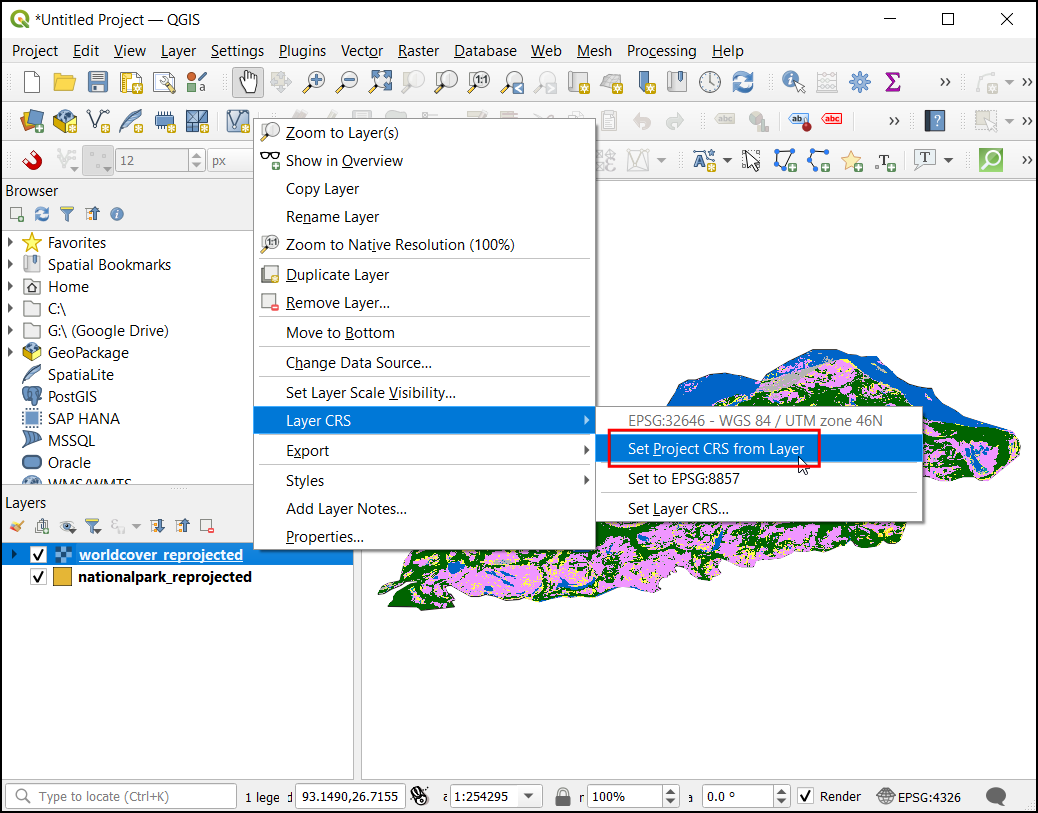 *Untitled Project — QGIS
Project Edit View Layer Settings Plugins Vector Raster Database Web Mesh Processing Help
1:1
abc ab abc
12 px
Browser
Favorites
Spatial Bookmarks
Home
C:\
G:\ (Google Drive)
GeoPackage
SpatiaLite
PostGIS
SAP HANA
MSSQL
Oracle
WMS/WMTS
Layers
worldcover_reprojected
nationalpark_reprojected
Zoom to Layer(s)
Show in Overview
Copy Layer
Rename Layer
Zoom to Native Resolution (100%)
Duplicate Layer
Remove Layer...
Move to Bottom
Change Data Source...
Set Layer Scale Visibility...
Layer CRS
Export
Styles
Add Layer Notes...
Properties...
EPSG:32646 - WGS 84 / UTM zone 46N
Set Project CRS from Layer
Set to EPSG:8857
Set Layer CRS...
Type to locate (Ctrl+K) 1 lege d 93.1490,26.7155 1:254295 r 100% 0.0 ° Render EPSG:4326